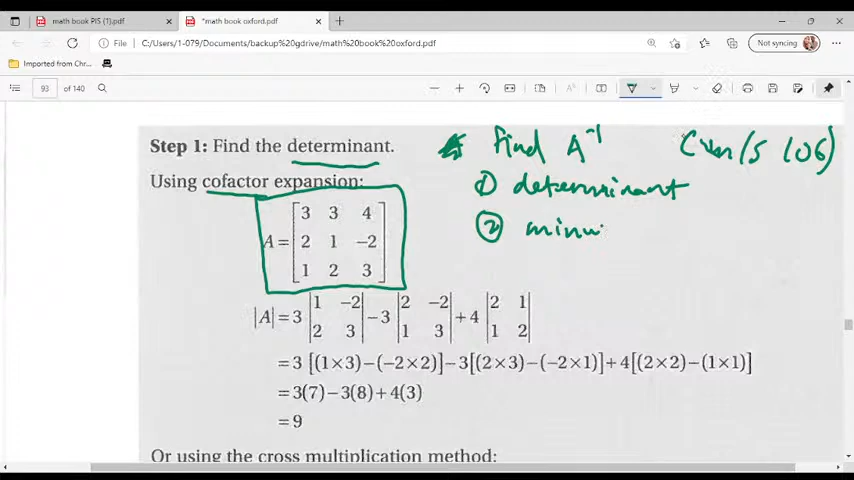 math book PIS (1).pdf
*math book oxford.pdf
File
C:/Users/1-079/Documents/backup%20gdrive/math%20book%20oxford.pdf
Not syncing
Imported from Chr...
93 of 140
Step 1: Find the determinant.
Find A⁻¹
Using cofactor expansion:
① determinant
② minu
A = [3 3 4
2 1 −2
1 2 3]
|A| = 3 |1 −2 / 2 3| − 3 |2 −2 / 1 3| + 4 |2 1 / 1 2|
= 3 [(1×3)−(−2×2)]−3[(2×3)−(−2×1)]+4[(2×2)−(1×1)]
= 3(7)−3(8)+4(3)
= 9
Or using the cross multiplication method: